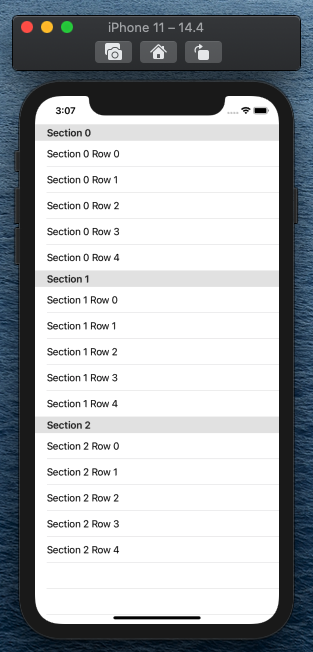 iPhone 11 – 14.4
3:07
Section 0
Section 0 Row 0
Section 0 Row 1
Section 0 Row 2
Section 0 Row 3
Section 0 Row 4
Section 1
Section 1 Row 0
Section 1 Row 1
Section 1 Row 2
Section 1 Row 3
Section 1 Row 4
Section 2
Section 2 Row 0
Section 2 Row 1
Section 2 Row 2
Section 2 Row 3
Section 2 Row 4